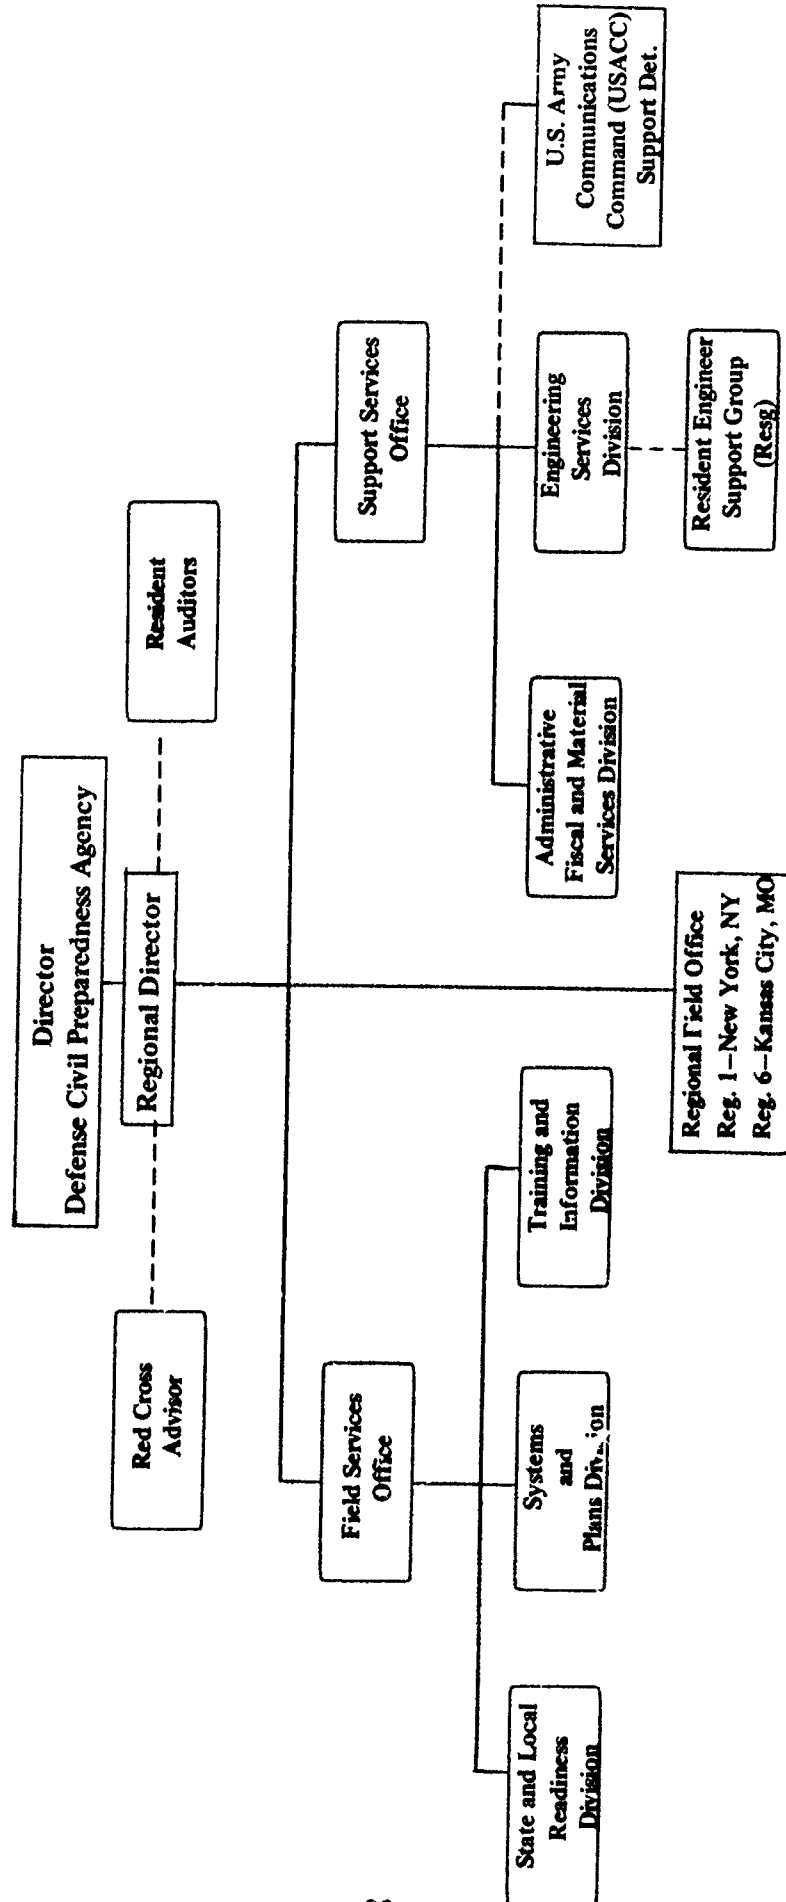 Director
Defense Civil Preparedness Agency
Regional Director
Red Cross
Advisor
Resident
Auditors
Field Services
Office
Support Services
Office
State and Local
Readiness
Division
Systems
and
Plans Division
Training and
Information
Division
Administrative
Fiscal and Material
Services Division
Engineering
Services
Division
U.S. Army
Communications
Command (USACC)
Support Det.
Regional Field Office
Reg. 1–New York, NY
Reg. 6–Kansas City, MO
Resident Engineer
Support Group
(Resg)